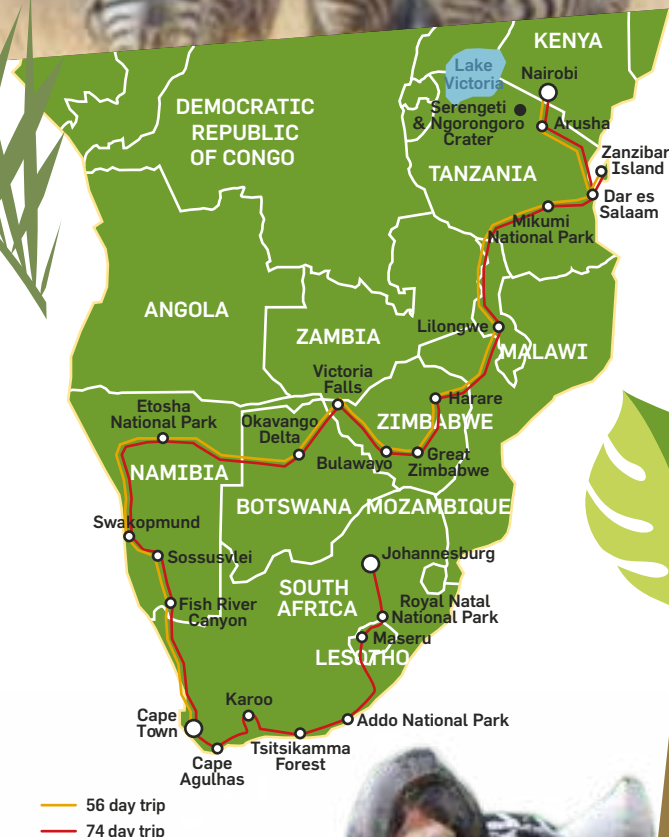 KENYA
Lake
Victoria
Nairobi
DEMOCRATIC
REPUBLIC
OF CONGO
Serengeti
& Ngorongoro
Crater
Arusha
Zanzibar
Island
TANZANIA
Dar es
Salaam
Mikumi
National Park
ANGOLA
ZAMBIA
Lilongwe
MALAWI
Victoria
Falls
Etosha
National Park
Okavango
Delta
Harare
ZIMBABWE
Bulawayo
Great
Zimbabwe
NAMIBIA
BOTSWANA
MOZAMBIQUE
Swakopmund
Sossusvlei
Johannesburg
SOUTH
AFRICA
Fish River
Canyon
Royal Natal
National Park
Maseru
LESOTHO
Karoo
Cape
Town
Addo National Park
Tsitsikamma
Forest
Cape
Agulhas
56 day trip
74 day trip